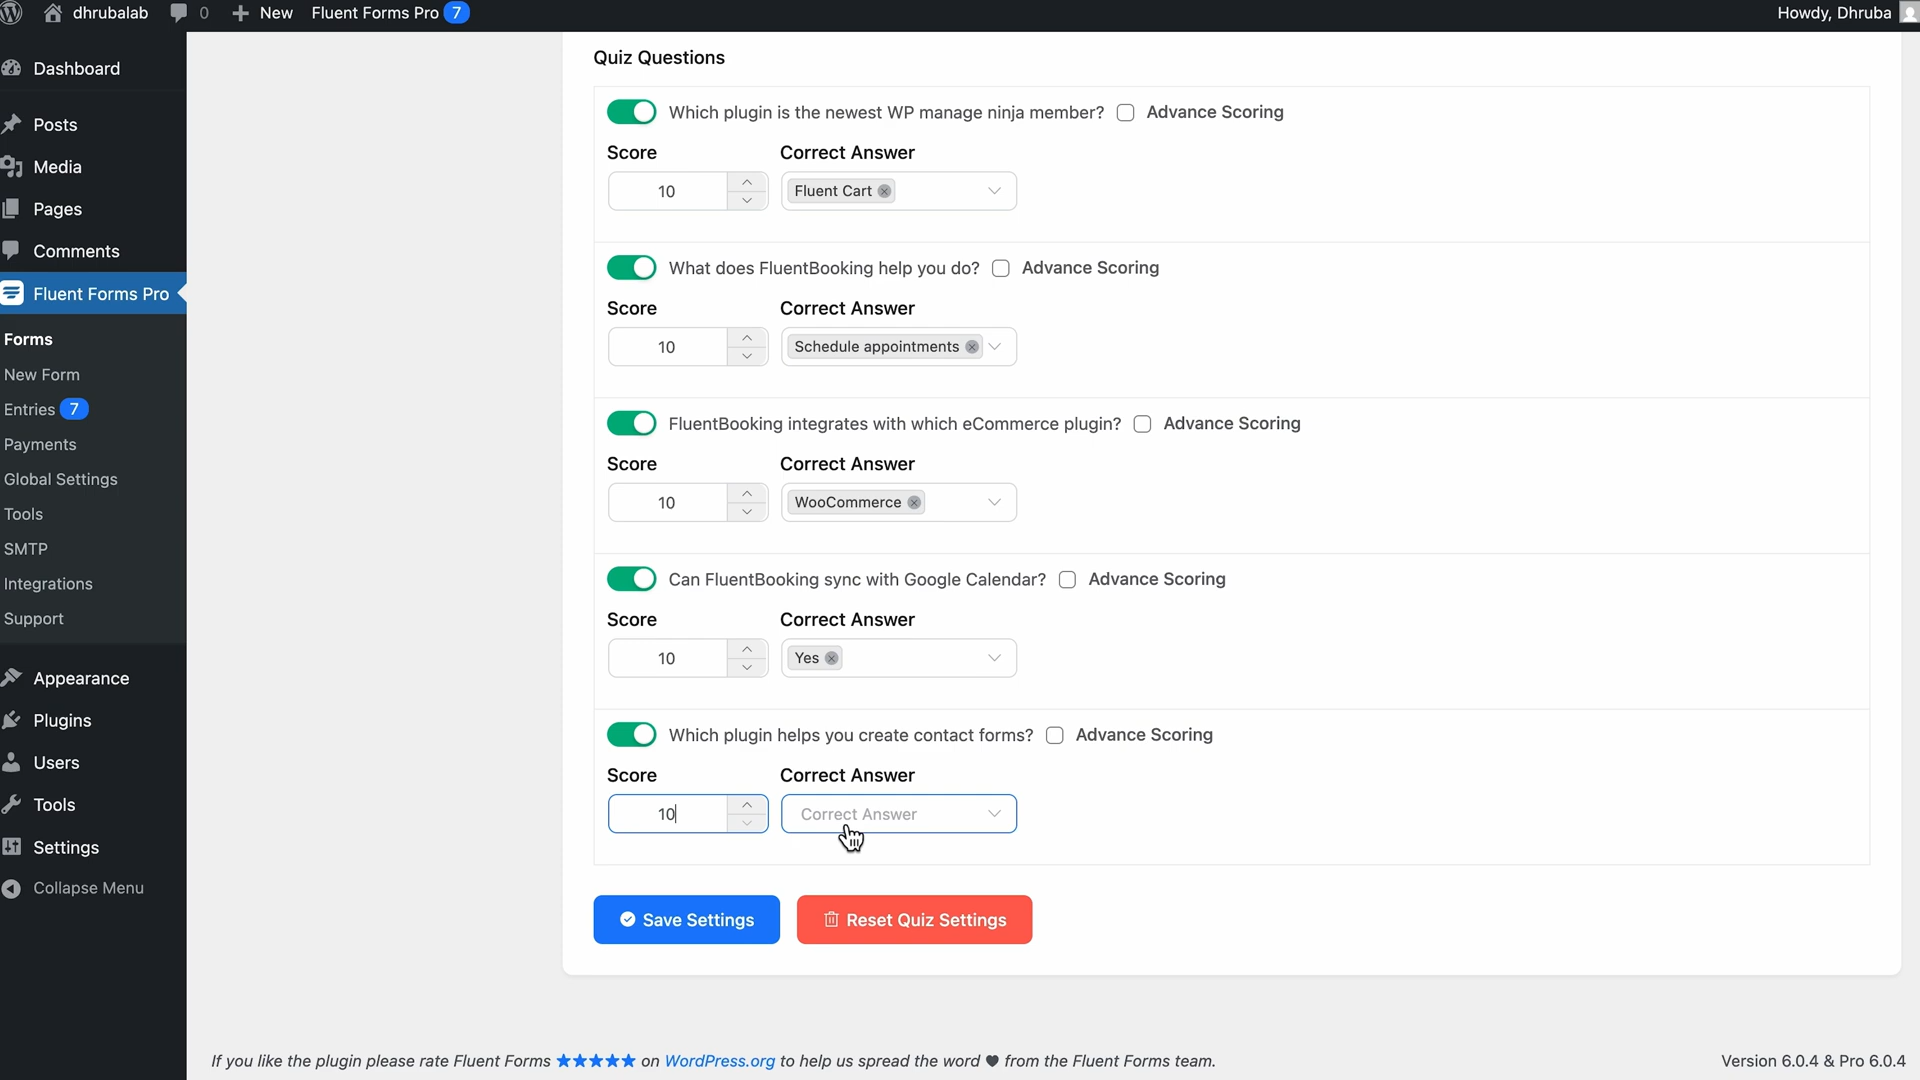 dhrubalab 0 New Fluent Forms Pro 7 Howdy, Dhruba
Dashboard
Posts
Media
Pages
Comments
Fluent Forms Pro
Forms
New Form
Entries 7
Payments
Global Settings
Tools
SMTP
Integrations
Support
Appearance
Plugins
Users
Tools
Settings
Collapse Menu
Quiz Questions
Which plugin is the newest WP manage ninja member? Advance Scoring
Score Correct Answer
10 Fluent Cart
What does FluentBooking help you do? Advance Scoring
Score Correct Answer
10 Schedule appointments
FluentBooking integrates with which eCommerce plugin? Advance Scoring
Score Correct Answer
10 WooCommerce
Can FluentBooking sync with Google Calendar? Advance Scoring
Score Correct Answer
10 Yes
Which plugin helps you create contact forms? Advance Scoring
Score Correct Answer
10 Correct Answer
Save Settings Reset Quiz Settings
If you like the plugin please rate Fluent Forms ★★★★★ on WordPress.org to help us spread the word ♥ from the Fluent Forms team. Version 6.0.4 & Pro 6.0.4